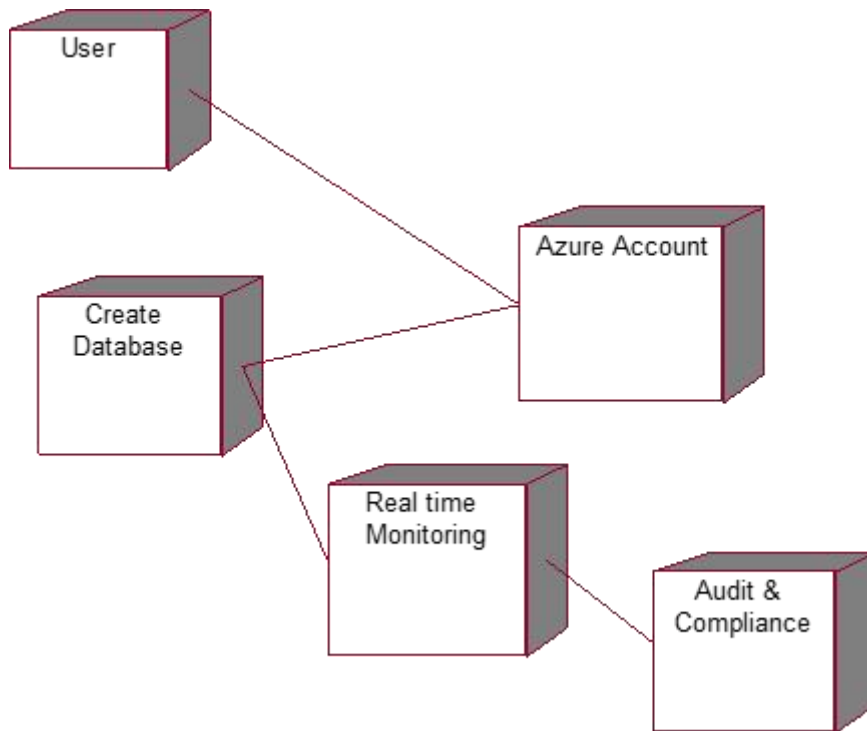 User
Azure Account
Create
Database
Real time
Monitoring
Audit &
Compliance